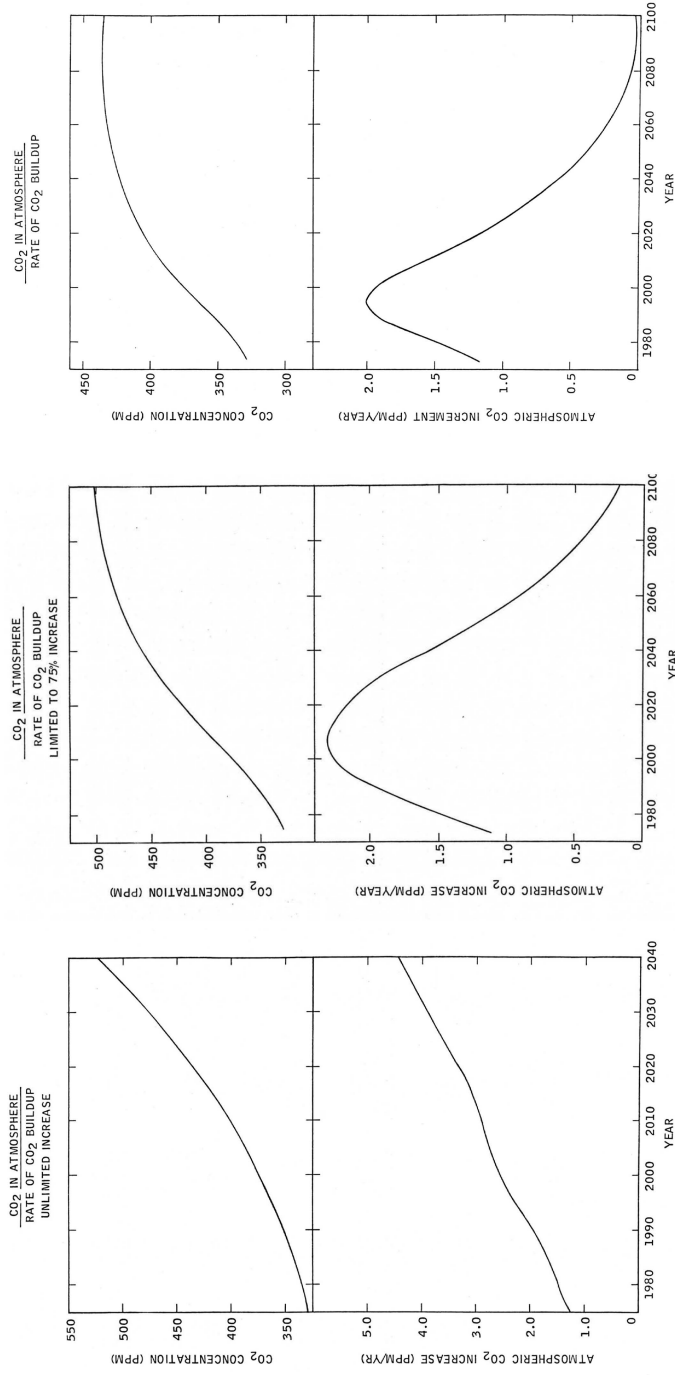 CO₂ IN ATMOSPHERE
RATE OF CO₂ BUILDUP
UNLIMITED INCREASE
CO₂ CONCENTRATION (PPM)
550
500
450
400
350
ATMOSPHERIC CO₂ INCREASE (PPM/YR)
5.0
4.0
3.0
2.0
1.0
0
1980
1990
2000
2010
2020
2030
2040
YEAR
CO₂ IN ATMOSPHERE
RATE OF CO₂ BUILDUP
LIMITED TO 75% INCREASE
CO₂ CONCENTRATION (PPM)
500
450
400
350
ATMOSPHERIC CO₂ INCREASE (PPM/YEAR)
2.0
1.5
1.0
0.5
0
1980
2000
2020
2040
2060
2080
2100
YEAR
CO₂ IN ATMOSPHERE
RATE OF CO₂ BUILDUP
CO₂ CONCENTRATION (PPM)
450
400
350
300
ATMOSPHERIC CO₂ INCREMENT (PPM/YEAR)
2.0
1.5
1.0
0.5
0
1980
2000
2020
2040
2060
2080
2100
YEAR